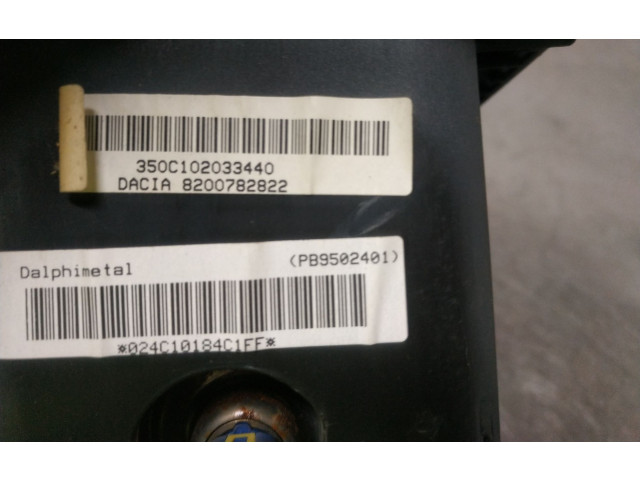 350C102033440
DACIA 8200782822
Dalphimetal (PB9502401)
*024C10184C1FF*